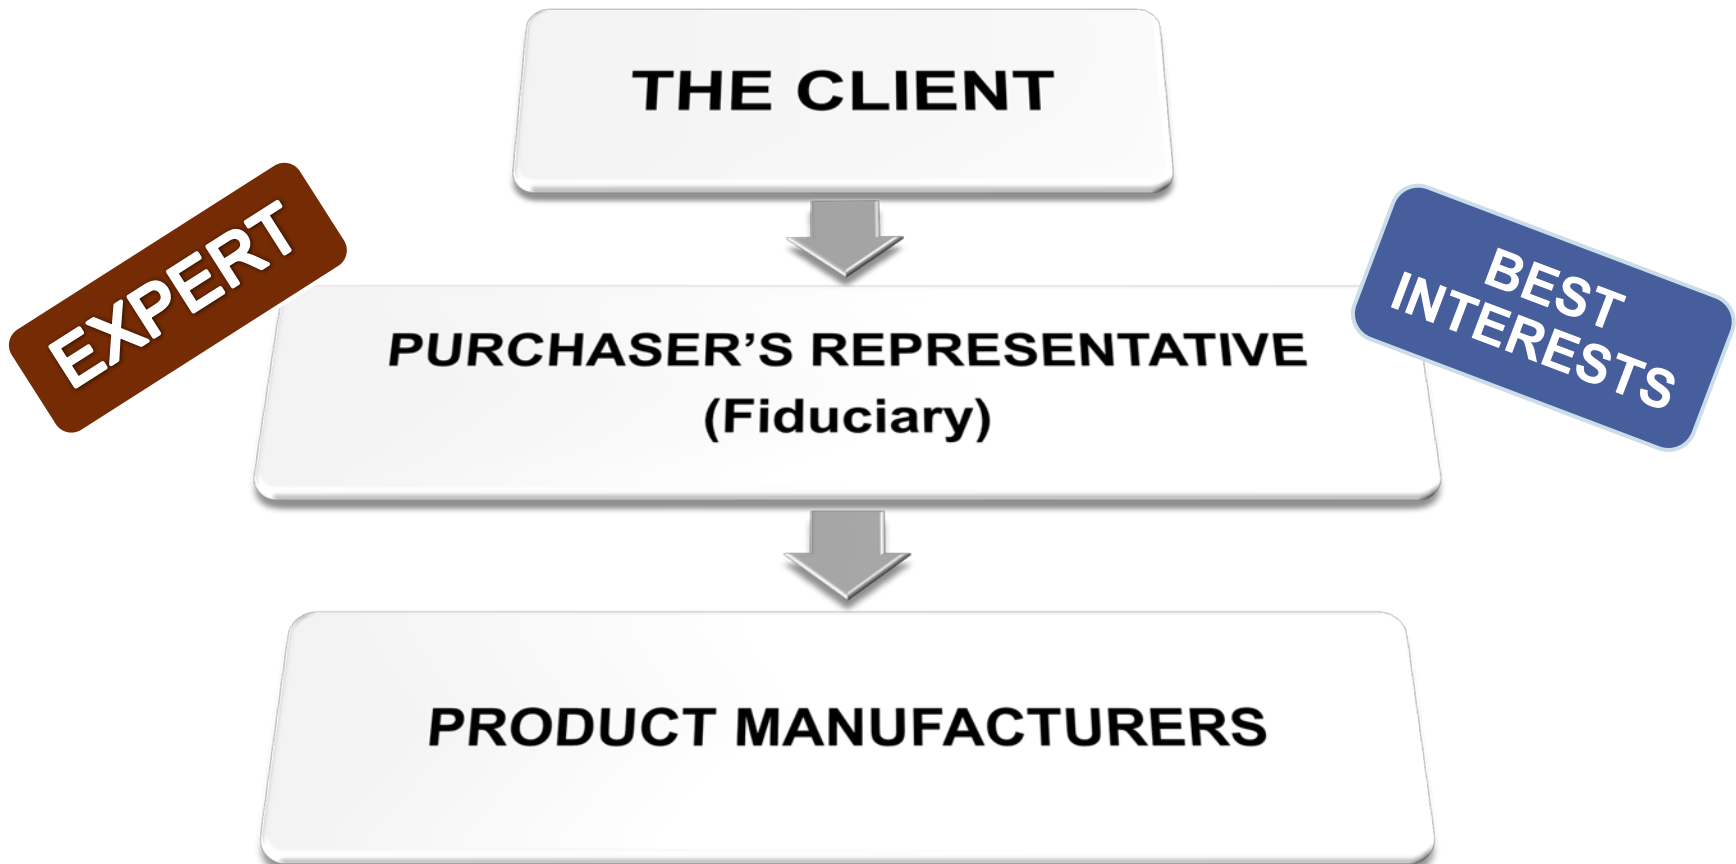 THE CLIENT
EXPERT
BEST
INTERESTS
PURCHASER’S REPRESENTATIVE
(Fiduciary)
PRODUCT MANUFACTURERS